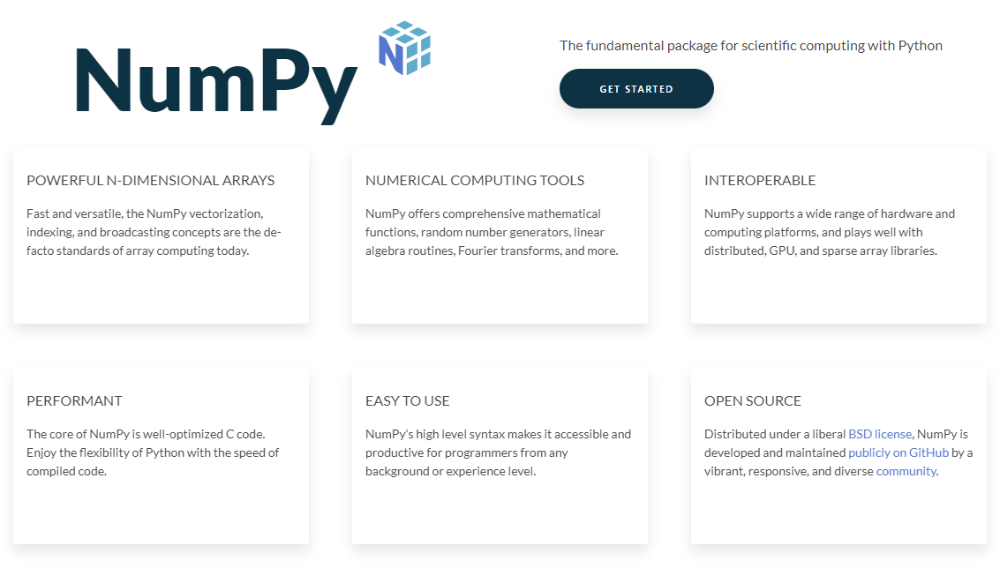 NumPy
The fundamental package for scientific computing with Python
GET STARTED
POWERFUL N-DIMENSIONAL ARRAYS
Fast and versatile, the NumPy vectorization,
indexing, and broadcasting concepts are the de-
facto standards of array computing today.
NUMERICAL COMPUTING TOOLS
NumPy offers comprehensive mathematical
functions, random number generators, linear
algebra routines, Fourier transforms, and more.
INTEROPERABLE
NumPy supports a wide range of hardware and
computing platforms, and plays well with
distributed, GPU, and sparse array libraries.
PERFORMANT
The core of NumPy is well-optimized C code.
Enjoy the flexibility of Python with the speed of
compiled code.
EASY TO USE
NumPy's high level syntax makes it accessible and
productive for programmers from any
background or experience level.
OPEN SOURCE
Distributed under a liberal BSD license, NumPy is
developed and maintained publicly on GitHub by a
vibrant, responsive, and diverse community.